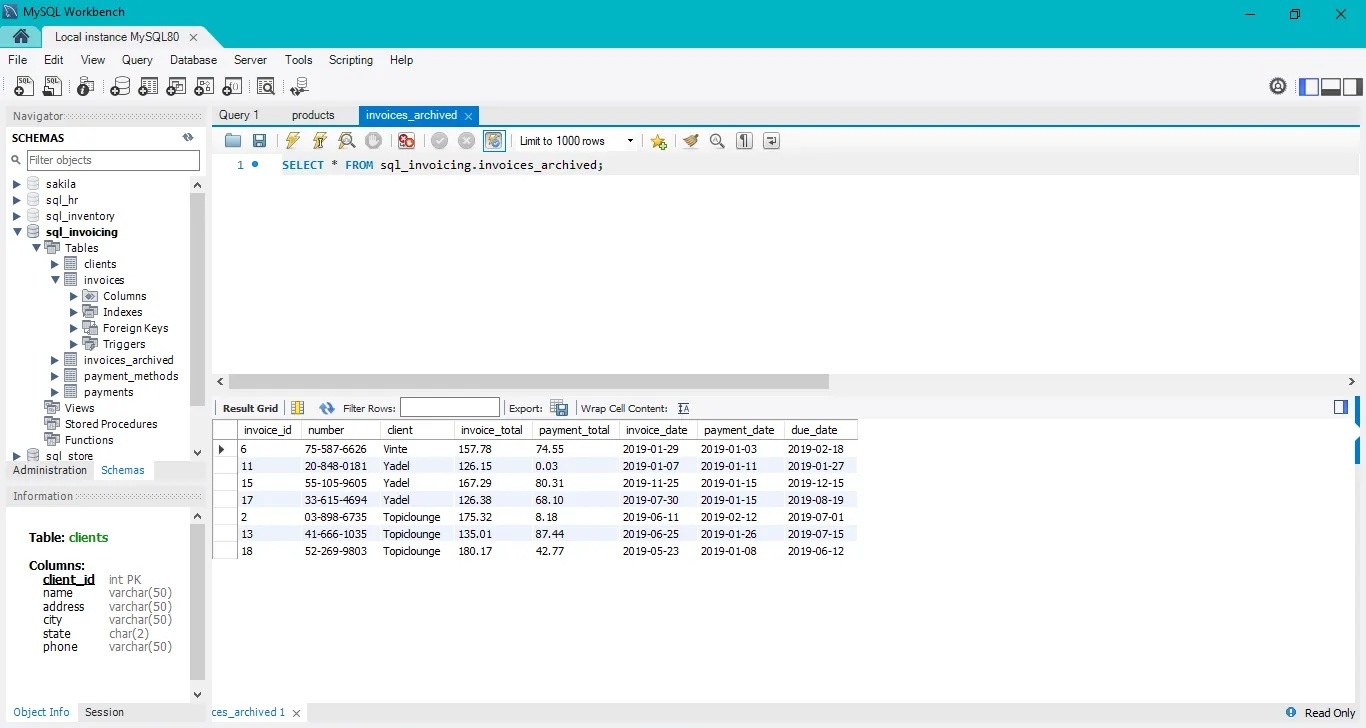 MySQL Workbench
Local instance MySQL80
File Edit View Query Database Server Tools Scripting Help
Navigator
SCHEMAS
Filter objects
sakila
sql_hr
sql_inventory
sql_invoicing
Tables
clients
invoices
Columns
Indexes
Foreign Keys
Triggers
invoices_archived
payment_methods
payments
Views
Stored Procedures
Functions
sql_store
Administration Schemas
Information
Table: clients
Columns:
client_id int PK
name varchar(50)
address varchar(50)
city varchar(50)
state char(2)
phone varchar(50)
Object Info Session
Query 1 products invoices_archived
Limit to 1000 rows
1 SELECT * FROM sql_invoicing.invoices_archived;
Result Grid Filter Rows: Export: Wrap Cell Content:
invoice_id number client invoice_total payment_total invoice_date payment_date due_date
6 75-587-6626 Vinte 157.78 74.55 2019-01-29 2019-01-03 2019-02-18
11 20-848-0181 Yadel 126.15 0.03 2019-01-07 2019-01-11 2019-01-27
15 55-105-9605 Yadel 167.29 80.31 2019-11-25 2019-01-15 2019-12-15
17 33-615-4694 Yadel 126.38 68.10 2019-07-30 2019-01-15 2019-08-19
2 03-898-6735 Topiclounge 175.32 8.18 2019-06-11 2019-02-12 2019-07-01
13 41-666-1035 Topiclounge 135.01 87.44 2019-06-25 2019-01-26 2019-07-15
18 52-269-9803 Topiclounge 180.17 42.77 2019-05-23 2019-01-08 2019-06-12
ces_archived 1
Read Only